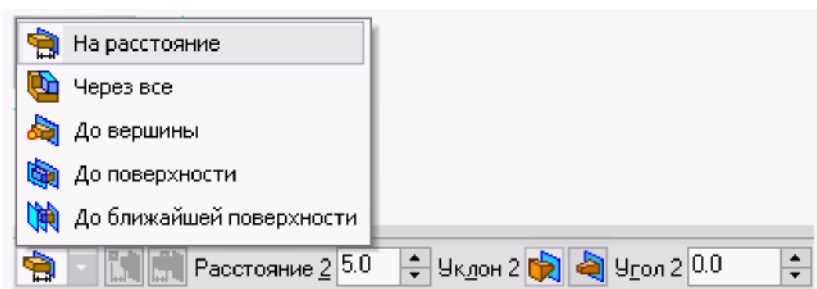 На расстояние
Через все
До вершины
До поверхности
До ближайшей поверхности
Расстояние 2 5.0 Уклон 2 Угол 2 0.0